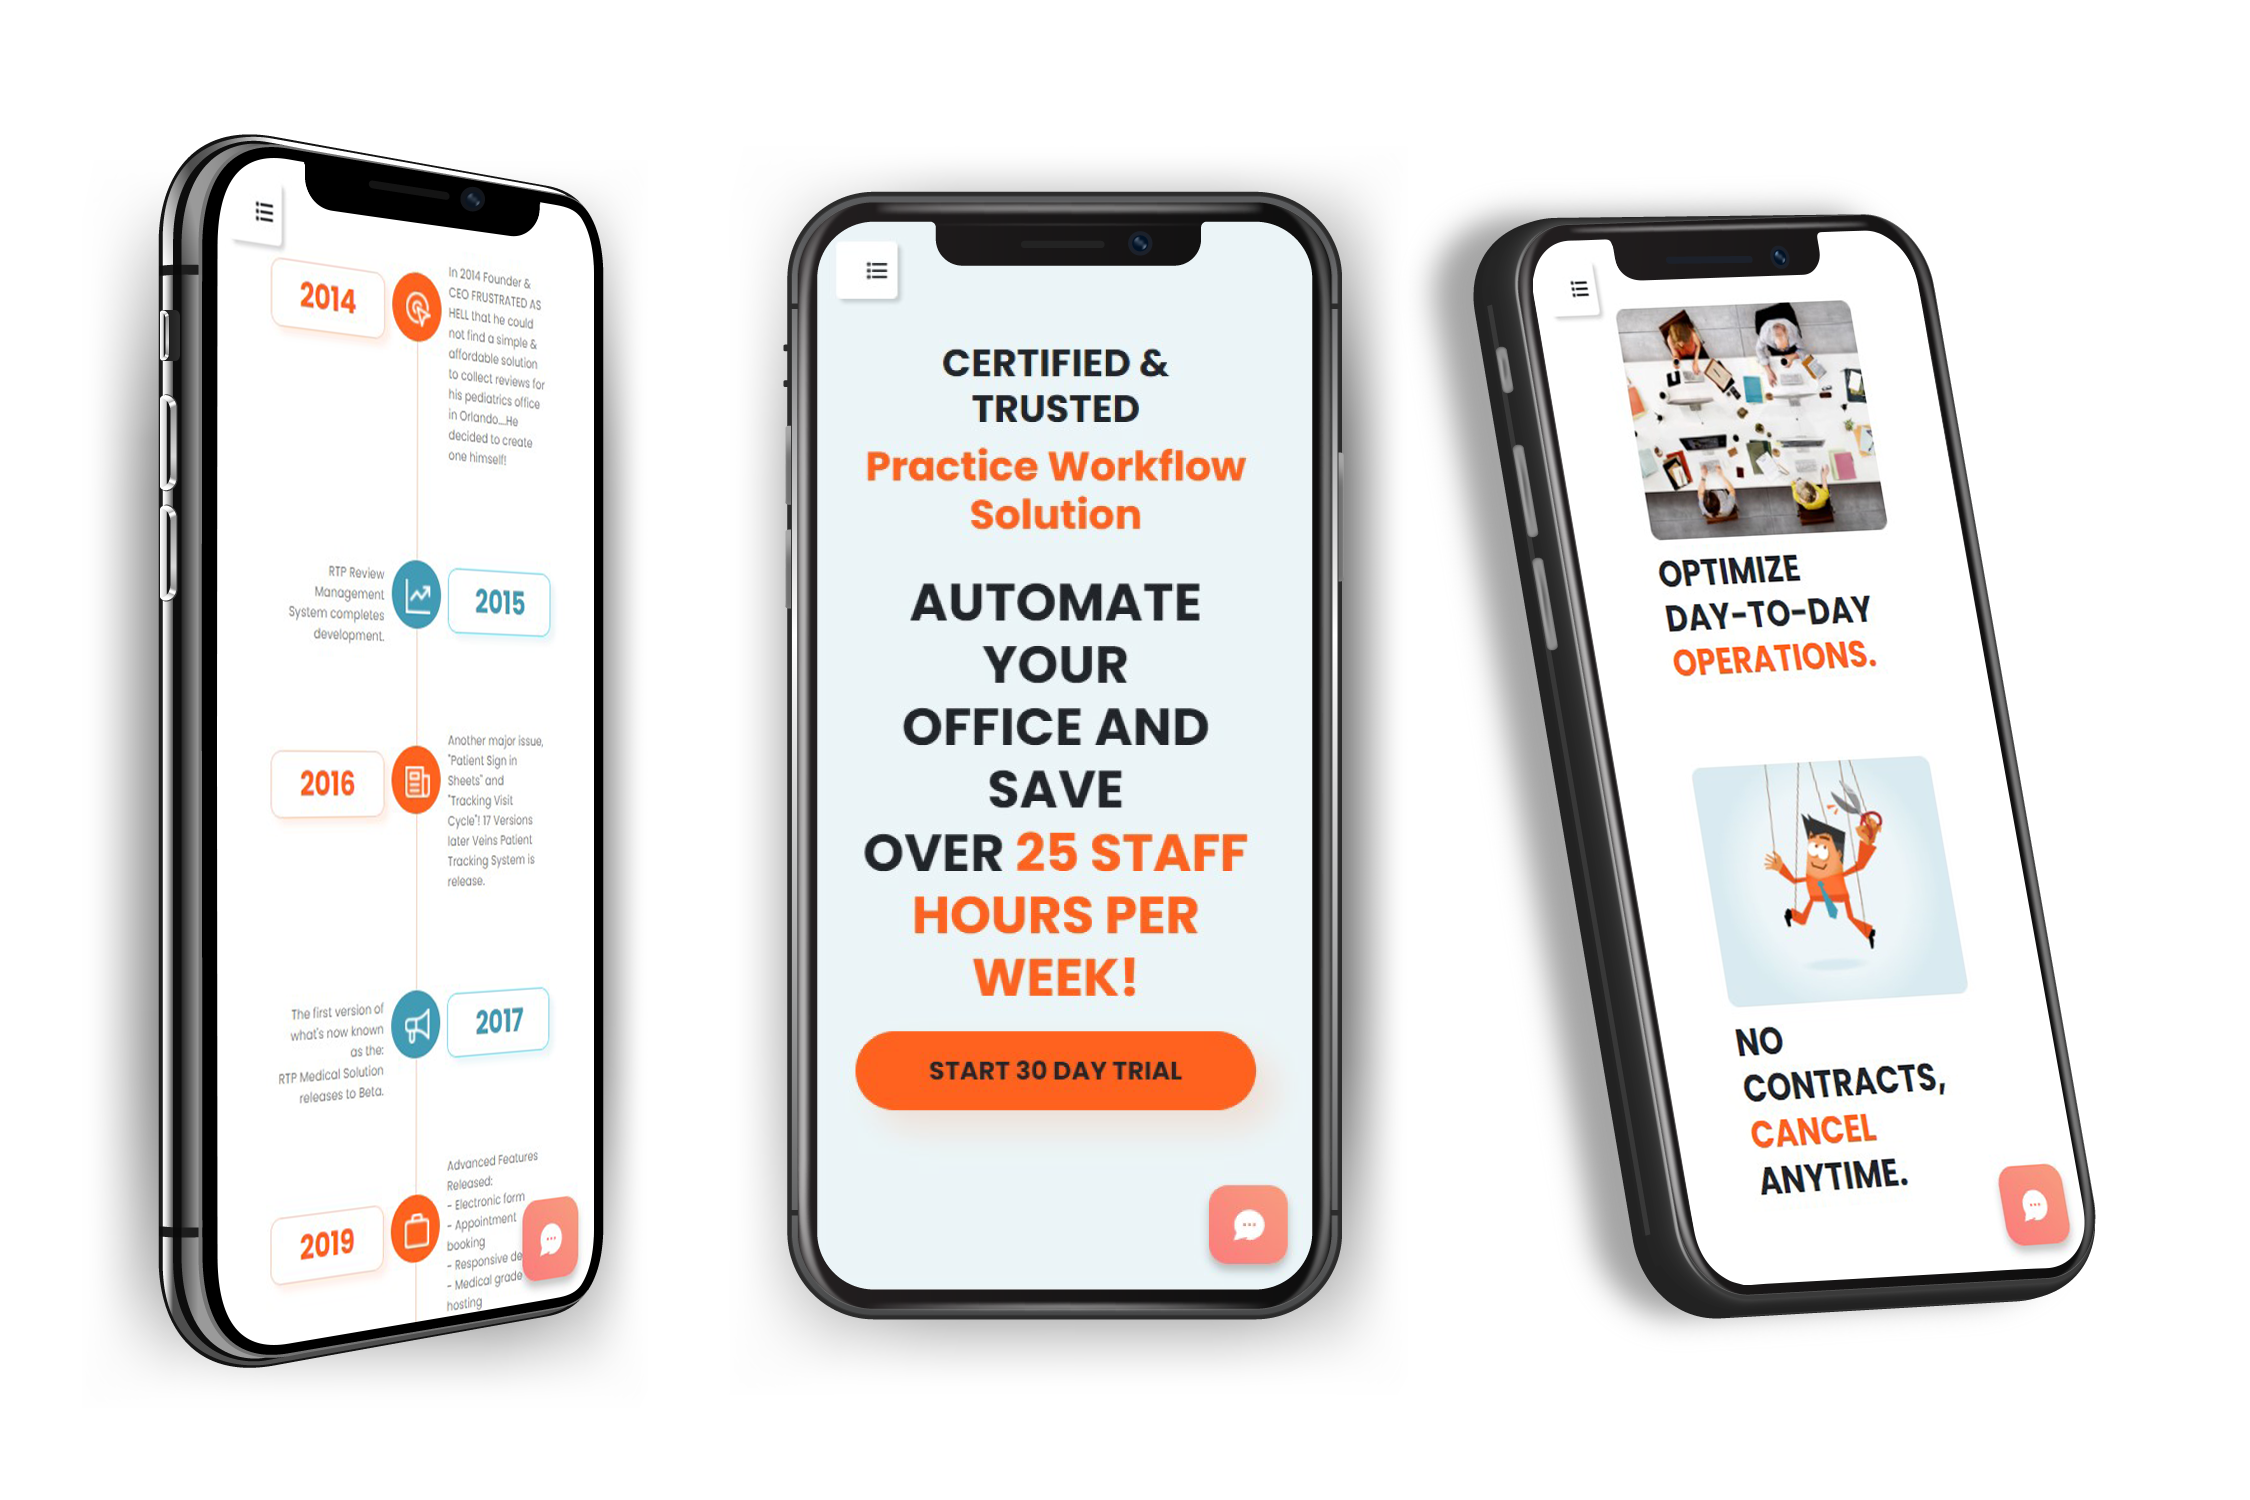 2014
In 2014 Founder &
CEO FRUSTRATED AS
HELL that he could
not find a simple &
affordable solution
to collect reviews for
his pediatrics office
in Orlando....He
decided to create
one himself!
RTP Review
Management
System completes
development.
2015
2016
Another major issue,
"Patient Sign in
Sheets" and
"Tracking Visit
Cycle"! 17 Versions
later Veins Patient
Tracking System is
release.
The first version of
what's now known
as the:
RTP Medical Solution
releases to Beta.
2017
2019
Advanced Features
Released:
- Electronic form
- Appointment
booking
- Responsive de
- Medical grade
hosting
CERTIFIED &
TRUSTED
Practice Workflow
Solution
AUTOMATE
YOUR
OFFICE AND
SAVE
OVER 25 STAFF
HOURS PER
WEEK!
START 30 DAY TRIAL
OPTIMIZE
DAY-TO-DAY
OPERATIONS.
NO
CONTRACTS,
CANCEL
ANYTIME.